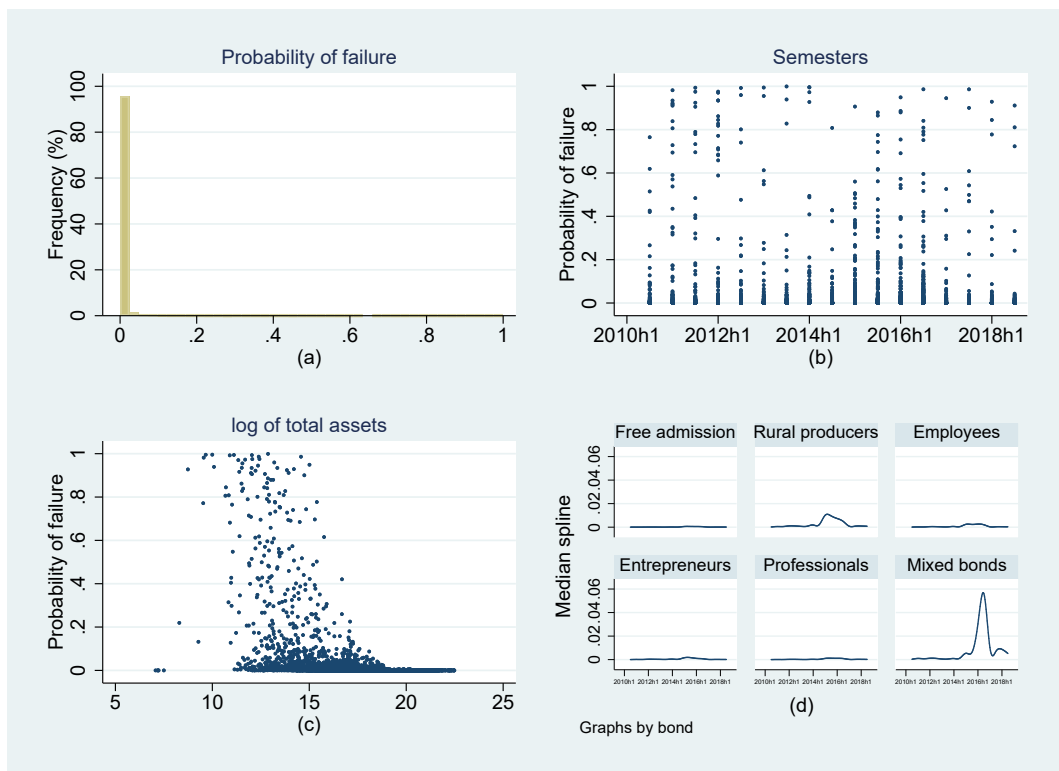 Probability of failure
Frequency (%)
100
80
60
40
20
0
0 .2 .4 .6 .8 1
(a)
Semesters
Probability of failure
1
.8
.6
.4
.2
0
2010h1 2012h1 2014h1 2016h1 2018h1
(b)
log of total assets
Probability of failure
1
.8
.6
.4
.2
0
5 10 15 20 25
(c)
Free admission Rural producers Employees
0 .02.04.06
Entrepreneurs Professionals Mixed bonds
0 .02.04.06
Median spline
2010h1 2012h1 2014h1 2016h1 2018h1 2010h1 2012h1 2014h1 2016h1 2018h1 2010h1 2012h1 2014h1 2016h1 2018h1
(d)
Graphs by bond